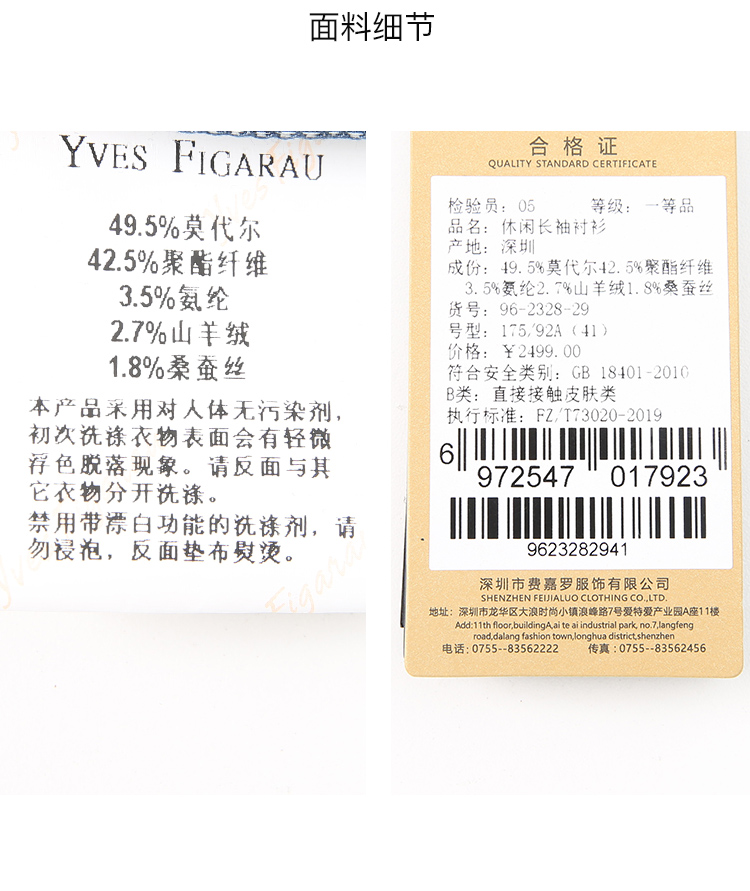 面料细节
YVES FIGARAU
49.5%莫代尔
42.5%聚酯纤维
3.5%氨纶
2.7%山羊绒
1.8%桑蚕丝
本产品采用对人体无污染剂，
初次洗涤衣物表面会有轻微
浮色脱落现象。请反面与其
它衣物分开洗涤。
禁用带漂白功能的洗涤剂，请
勿浸泡，反面垫布熨烫。
合格证
QUALITY STANDARD CERTIFICATE
检验员：05 等级：一等品
品名：休闲长袖衬衫
产地：深圳
成份：49.5%莫代尔42.5%聚酯纤维
3.5%氨纶2.7%山羊绒1.8%桑蚕丝
货号：96-2328-29
号型：175/92A（41）
价格：￥2499.00
符合安全类别：GB 18401-2010
B类：直接接触皮肤类
执行标准：FZ/T73020-2019
6 972547 017923
9623282941
深圳市费嘉罗服饰有限公司
SHENZHEN FEIJIALUO CLOTHING CO.,LTD.
地址：深圳市龙华区大浪时尚小镇浪峰路7号爱特爱产业园A座11楼
Add:11th floor,buildingA,ai te ai industrial park, no.7,langfeng
road,dalang fashion town,longhua district,shenzhen
电话：0755--83562222 传真：0755--83562456